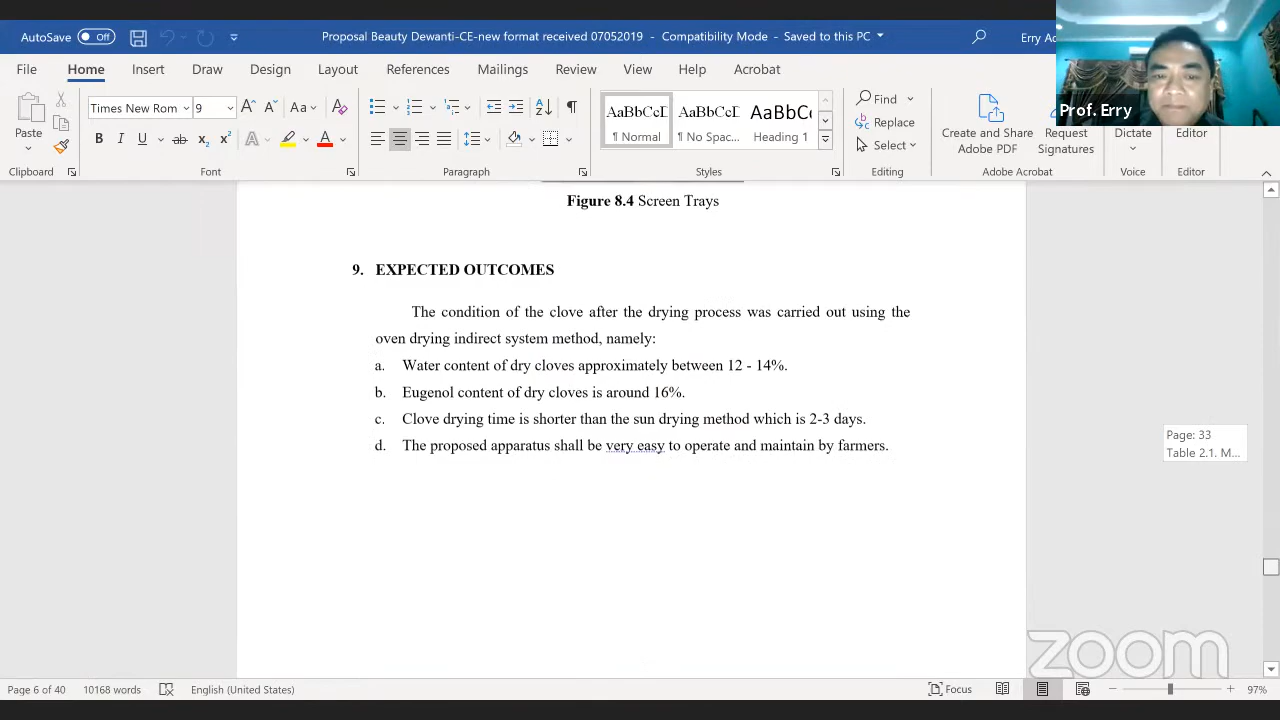 AutoSave Off Proposal Beauty Dewanti-CE-new format received 07052019 - Compatibility Mode - Saved to this PC Erry
File Home Insert Draw Design Layout References Mailings Review View Help Acrobat
Prof. Erry
Times New Rom 9 Aa AaBbCcD AaBbCcD AaBbCc Find
Replace
Paste B I U ab x2 x2 A A Normal No Spac... Heading 1 Select Create and Share Request Dictate Editor
Adobe PDF Signatures
Clipboard Font Paragraph Styles Editing Adobe Acrobat Voice Editor
Figure 8.4 Screen Trays
9. EXPECTED OUTCOMES
The condition of the clove after the drying process was carried out using the
oven drying indirect system method, namely:
a. Water content of dry cloves approximately between 12 - 14%.
b. Eugenol content of dry cloves is around 16%.
c. Clove drying time is shorter than the sun drying method which is 2-3 days.
d. The proposed apparatus shall be very easy to operate and maintain by farmers.
Page: 33
Table 2.1. M...
zoom
Page 6 of 40 10168 words English (United States) Focus 97%